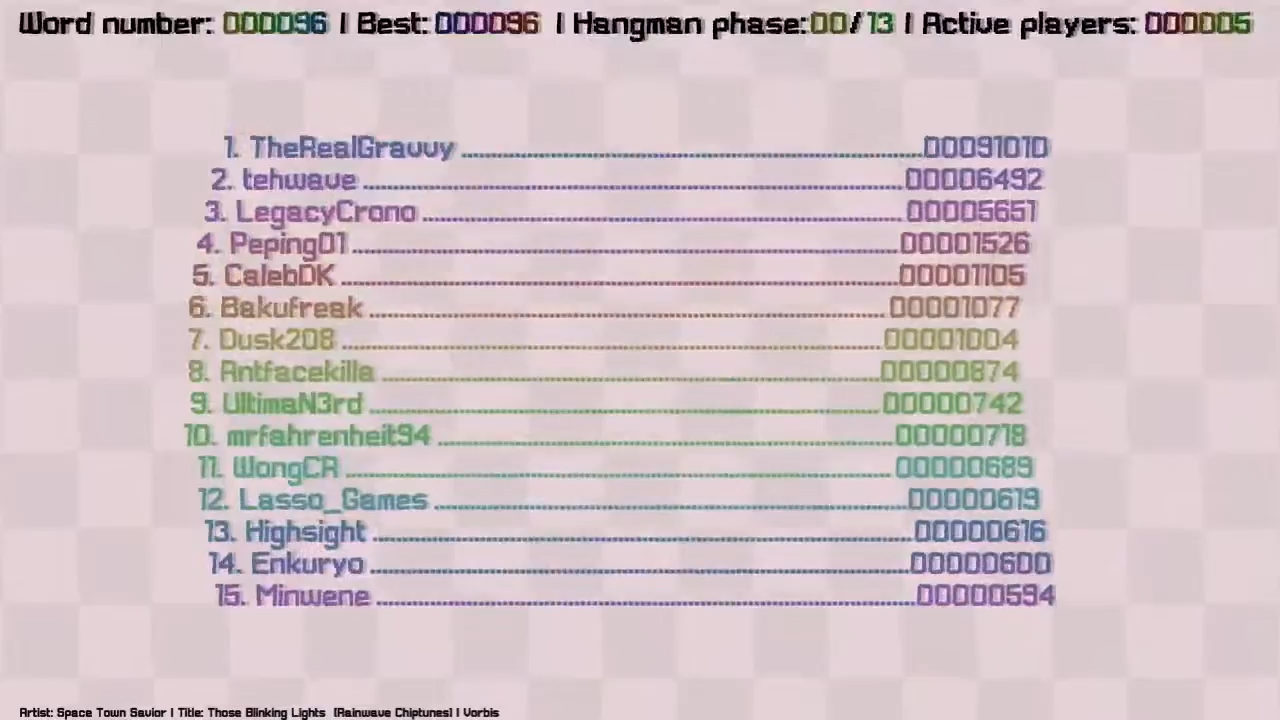 Word number: 000096 | Best: 000096 | Hangman phase:00/13 | Active players: 000005
1. TheRealGravvy ........................................................................................00091010
2. tehwave ........................................................................................00006492
3. LegacyCrono ........................................................................................00005651
4. Peping01........................................................................................00001526
5. CalebDK ........................................................................................00001105
6. Bakufreak ........................................................................................00001077
7. Dusk208 ........................................................................................00001004
8. Antfacekilla ........................................................................................00000874
9. UltimaN3rd ........................................................................................00000742
10. mrfahrenheit94 ........................................................................................00000718
11. WongCR ........................................................................................00000689
12. Lasso_Games ........................................................................................00000619
13. Highsight ........................................................................................00000616
14. Enkuryo ........................................................................................00000600
15. Minwene ........................................................................................00000594
Artist: Space Town Savior | Title: Those Blinking Lights [Rainwave Chiptunes] | Vorbis